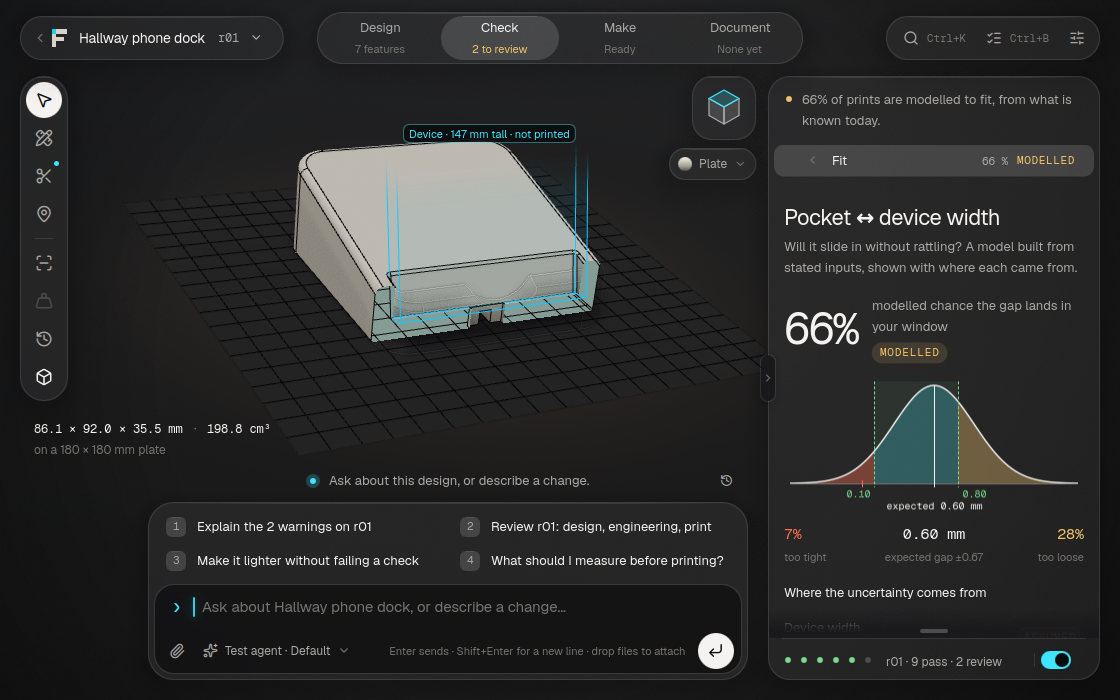 Hallway phone dock r01
Design
7 features
Check
2 to review
Make
Ready
Document
None yet
Ctrl+K
Ctrl+B
Device · 147 mm tall · not printed
Plate
86.1 × 92.0 × 35.5 mm · 198.8 cm³
on a 180 × 180 mm plate
66% of prints are modelled to fit, from what is
known today.
Fit 66 % MODELLED
Pocket ↔ device width
Will it slide in without rattling? A model built from
stated inputs, shown with where each came from.
66%
modelled chance the gap lands in
your window
MODELLED
0.10 0.80
expected 0.60 mm
7% 0.60 mm 28%
too tight expected gap ±0.67 too loose
Where the uncertainty comes from
Device width
r01 · 9 pass · 2 review
Ask about this design, or describe a change.
1 Explain the 2 warnings on r01
2 Review r01: design, engineering, print
3 Make it lighter without failing a check
4 What should I measure before printing?
Ask about Hallway phone dock, or describe a change…
Test agent · Default
Enter sends · Shift+Enter for a new line · drop files to attach